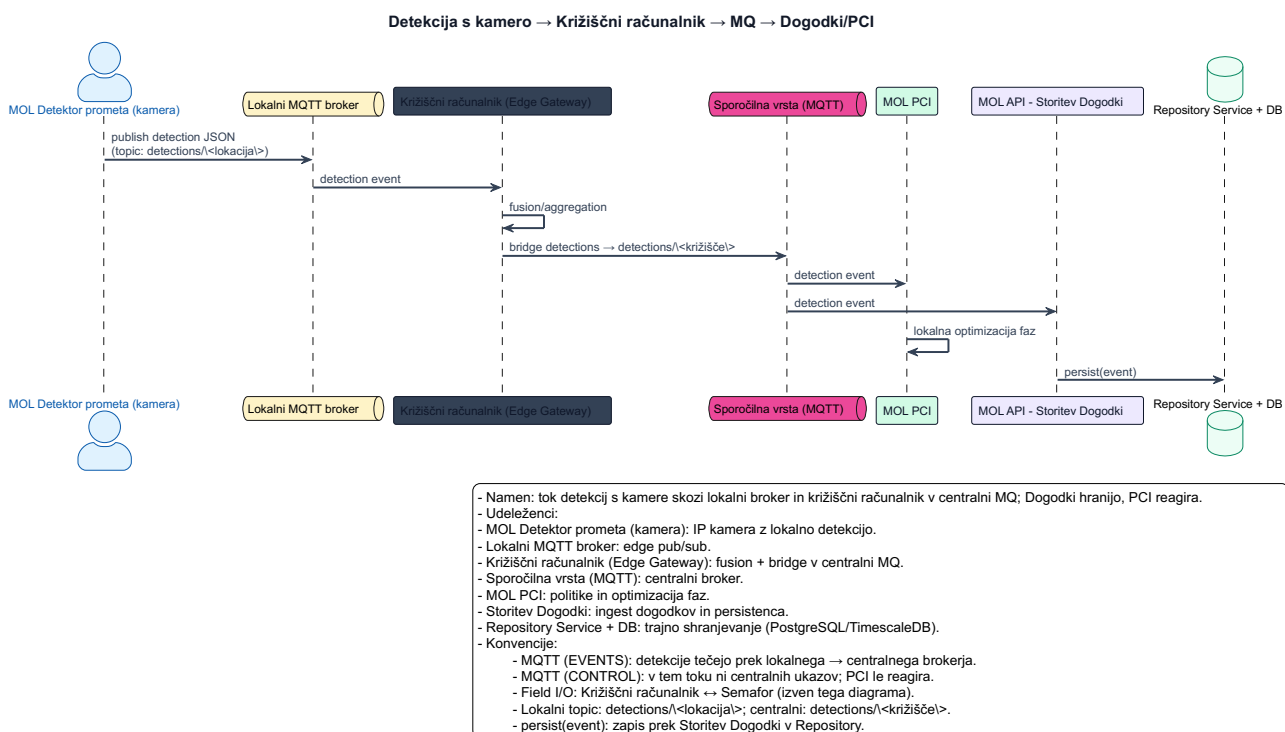 Detekcija s kamero → Križiščni računalnik → MQ → Dogodki/PCI
MOL Detektor prometa (kamera)
Lokalni MQTT broker
Križiščni računalnik (Edge Gateway)
Sporočilna vrsta (MQTT)
MOL PCI
MOL API - Storitev Dogodki
Repository Service + DB
publish detection JSON
(topic: detections/\<lokacija\>)
detection event
fusion/aggregation
bridge detections → detections/\<križišče\>
detection event
detection event
lokalna optimizacija faz
persist(event)
MOL Detektor prometa (kamera)
Lokalni MQTT broker
Križiščni računalnik (Edge Gateway)
Sporočilna vrsta (MQTT)
MOL PCI
MOL API - Storitev Dogodki
Repository Service + DB
- Namen: tok detekcij s kamere skozi lokalni broker in križiščni računalnik v centralni MQ; Dogodki hranijo, PCI reagira.
- Udeleženci:
- MOL Detektor prometa (kamera): IP kamera z lokalno detekcijo.
- Lokalni MQTT broker: edge pub/sub.
- Križiščni računalnik (Edge Gateway): fusion + bridge v centralni MQ.
- Sporočilna vrsta (MQTT): centralni broker.
- MOL PCI: politike in optimizacija faz.
- Storitev Dogodki: ingest dogodkov in persistenca.
- Repository Service + DB: trajno shranjevanje (PostgreSQL/TimescaleDB).
- Konvencije:
- MQTT (EVENTS): detekcije tečejo prek lokalnega → centralnega brokerja.
- MQTT (CONTROL): v tem toku ni centralnih ukazov; PCI le reagira.
- Field I/O: Križiščni računalnik ↔ Semafor (izven tega diagrama).
- Lokalni topic: detections/\<lokacija\>; centralni: detections/\<križišče\>.
- persist(event): zapis prek Storitev Dogodki v Repository.